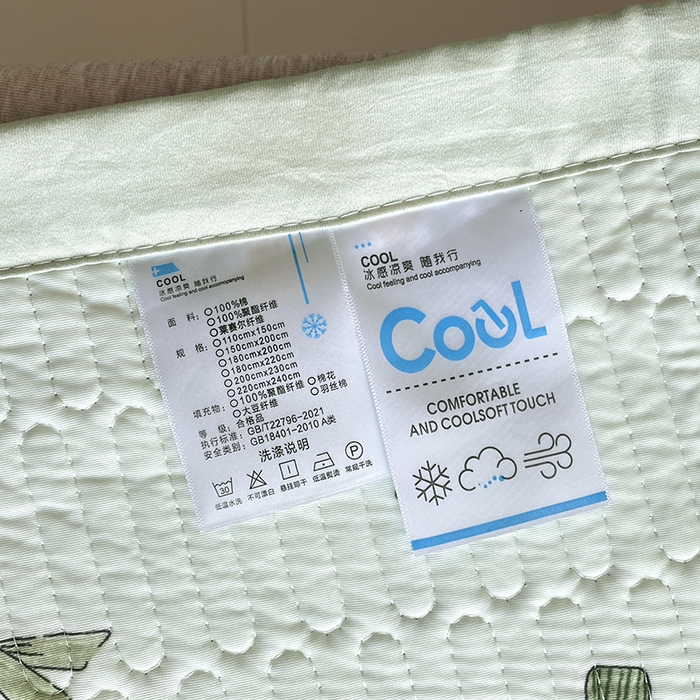 COOL
冰感凉爽 随我行
Cool feeling and cool accompanying
面 料: ○100%棉
○100%聚酯纤维
○莱赛尔纤维
规 格: ○110cmx150cm
○150cmx200cm
○180cmx200cm
○180cmx220cm
○200cmx230cm
○220cmx240cm
填充物: ○100%聚酯纤维 ○棉花
○大豆纤维 ○羽丝棉
等 级: 合格品
执行标准: GB/T22796-2021
安全类别: GB18401-2010 A类
洗涤说明
30
P
低温水洗 不可漂白 悬挂晾干 低温熨烫 常规干洗
COOL
冰感凉爽 随我行
Cool feeling and cool accompanying
COOL
COMFORTABLE
AND COOLSOFT TOUCH